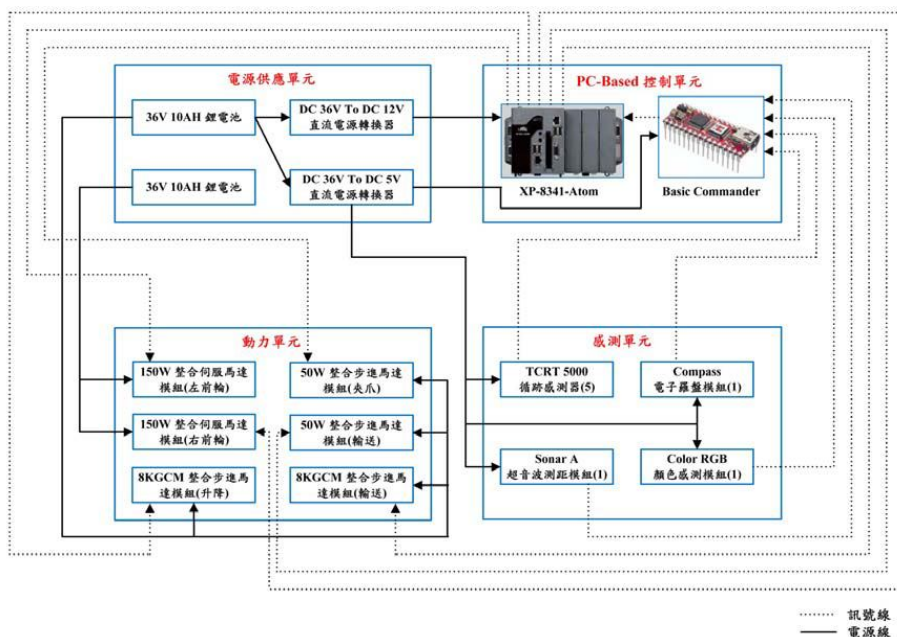 電源供應單元
36V 10AH 鋰電池
DC 36V To DC 12V
直流電源轉換器
36V 10AH 鋰電池
DC 36V To DC 5V
直流電源轉換器
PC-Based 控制單元
XP-8341-Atom
Basic Commander
動力單元
150W 整合伺服馬達
模組(左前輪)
50W 整合步進馬達
模組(夾爪)
150W 整合伺服馬達
模組(右前輪)
50W 整合步進馬達
模組(輸送)
8KGCM 整合步進馬
達模組(升降)
8KGCM 整合步進馬
達模組(輸送)
感測單元
TCRT 5000
循跡感測器(5)
Compass
電子羅盤模組(1)
Sonar A
超音波測距模組(1)
Color RGB
顏色感測模組(1)
訊號線
電源線